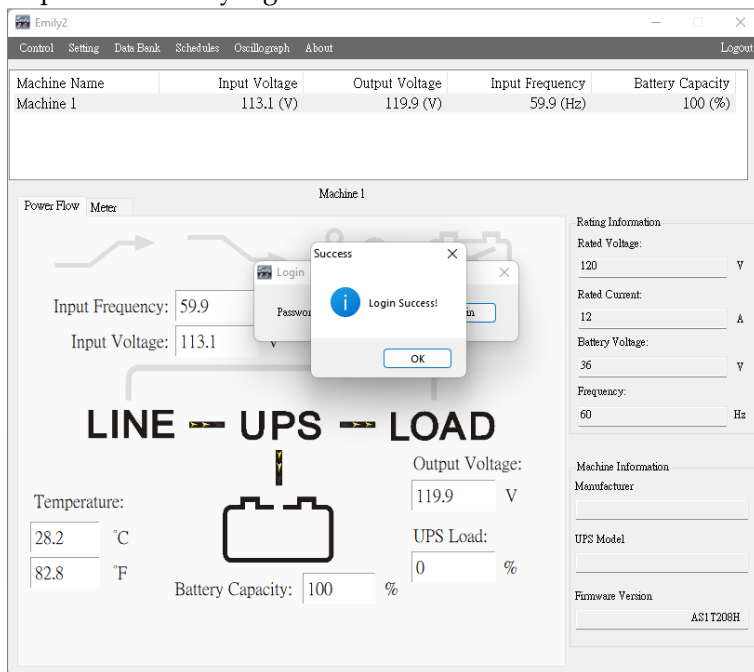 Emily2
Control Setting Data Bank Schedules Oscillograph About Logout
Machine Name Input Voltage Output Voltage Input Frequency Battery Capacity
Machine 1 113.1 (V) 119.9 (V) 59.9 (Hz) 100 (%)
Machine 1
Power Flow Meter
Success
Login
Login Success!
OK
Input Frequency: 59.9
Input Voltage: 113.1 V
LINE UPS LOAD
Temperature:
28.2 °C
82.8 °F
Battery Capacity: 100 %
Output Voltage:
119.9 V
UPS Load:
0 %
Rating Information
Rated Voltage:
120 V
Rated Current:
12 A
Battery Voltage:
36 V
Frequency:
60 Hz
Machine Information
Manufacturer
UPS Model
Firmware Version
AS1T208H